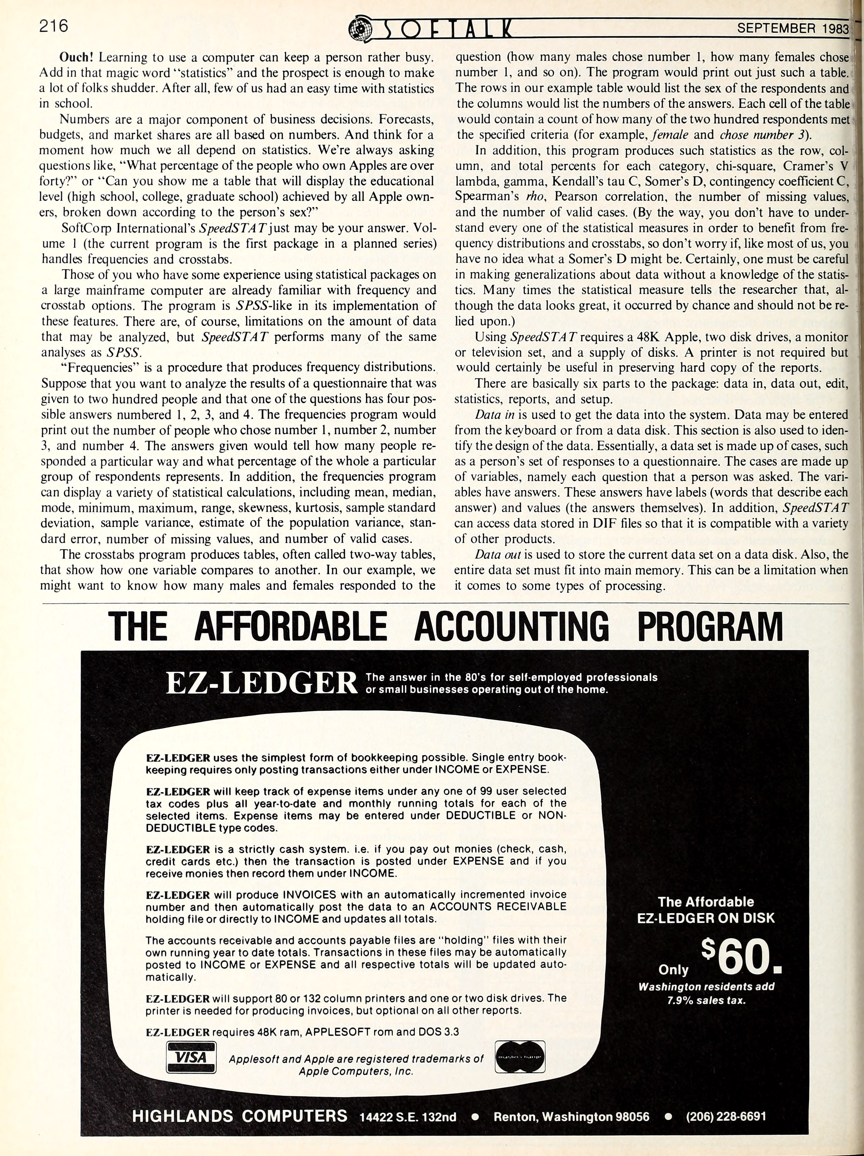 216
SOFTALK
SEPTEMBER 1983
Ouch! Learning to use a computer can keep a person rather busy.
Add in that magic word "statistics" and the prospect is enough to make
a lot of folks shudder. After all, few of us had an easy time with statistics
in school.
Numbers are a major component of business decisions. Forecasts,
budgets, and market shares are all based on numbers. And think for a
moment how much we all depend on statistics. We're always asking
questions like, "What percentage of the people who own Apples are over
forty?" or "Can you show me a table that will display the educational
level (high school, college, graduate school) achieved by all Apple own-
ers, broken down according to the person's sex?"
SoftCorp International's SpeedSTAT just may be your answer. Vol-
ume 1 (the current program is the first package in a planned series)
handles frequencies and crosstabs.
Those of you who have some experience using statistical packages on
a large mainframe computer are already familiar with frequency and
crosstab options. The program is SPSS-like in its implementation of
these features. There are, of course, limitations on the amount of data
that may be analyzed, but SpeedSTAT performs many of the same
analyses as SPSS.
"Frequencies" is a procedure that produces frequency distributions.
Suppose that you want to analyze the results of a questionnaire that was
given to two hundred people and that one of the questions has four pos-
sible answers numbered 1, 2, 3, and 4. The frequencies program would
print out the number of people who chose number 1, number 2, number
3, and number 4. The answers given would tell how many people re-
sponded a particular way and what percentage of the whole a particular
group of respondents represents. In addition, the frequencies program
can display a variety of statistical calculations, including mean, median,
mode, minimum, maximum, range, skewness, kurtosis, sample standard
deviation, sample variance, estimate of the population variance, stan-
dard error, number of missing values, and number of valid cases.
The crosstabs program produces tables, often called two-way tables,
that show how one variable compares to another. In our example, we
might want to know how many males and females responded to the
question (how many males chose number 1, how many females chose
number 1, and so on). The program would print out just such a table.
The rows in our example table would list the sex of the respondents and
the columns would list the numbers of the answers. Each cell of the table
would contain a count of how many of the two hundred respondents met
the specified criteria (for example, female and chose number 3).
In addition, this program produces such statistics as the row, col-
umn, and total percents for each category, chi-square, Cramer's V
lambda, gamma, Kendall's tau C, Somer's D, contingency coefficient C,
Spearman's rho, Pearson correlation, the number of missing values,
and the number of valid cases. (By the way, you don't have to under-
stand every one of the statistical measures in order to benefit from fre-
quency distributions and crosstabs, so don't worry if, like most of us, you
have no idea what a Somer's D might be. Certainly, one must be careful
in making generalizations about data without a knowledge of the statis-
tics. Many times the statistical measure tells the researcher that, al-
though the data looks great, it occurred by chance and should not be re-
lied upon.)
Using SpeedSTAT requires a 48K Apple, two disk drives, a monitor
or television set, and a supply of disks. A printer is not required but
would certainly be useful in preserving hard copy of the reports.
There are basically six parts to the package: data in, data out, edit,
statistics, reports, and setup.
Data in is used to get the data into the system. Data may be entered
from the keyboard or from a data disk. This section is also used to iden-
tify the design of the data. Essentially, a data set is made up of cases, such
as a person's set of responses to a questionnaire. The cases are made up
of variables, namely each question that a person was asked. The vari-
ables have answers. These answers have labels (words that describe each
answer) and values (the answers themselves). In addition, SpeedSTAT
can access data stored in DIF files so that it is compatible with a variety
of other products.
Data out is used to store the current data set on a data disk. Also, the
entire data set must fit into main memory. This can be a limitation when
it comes to some types of processing.
THE AFFORDABLE ACCOUNTING PROGRAM
EZ-LEDGER The answer in the 80's for self-employed professionals
or small businesses operating out of the home.
EZ-LEDGER uses the simplest form of bookkeeping possible. Single entry book-
keeping requires only posting transactions either under INCOME or EXPENSE.
EZ-LEDGER will keep track of expense items under any one of 99 user selected
tax codes plus all year-to-date and monthly running totals for each of the
selected items. Expense items may be entered under DEDUCTIBLE or NON-
DEDUCTIBLE type codes.
EZ-LEDGER is a strictly cash system. i.e. if you pay out monies (check, cash,
credit cards etc.) then the transaction is posted under EXPENSE and if you
receive monies then record them under INCOME.
EZ-LEDGER will produce INVOICES with an automatically incremented invoice
number and then automatically post the data to an ACCOUNTS RECEIVABLE
holding file or directly to INCOME and updates all totals.
The accounts receivable and accounts payable files are "holding" files with their
own running year to date totals. Transactions in these files may be automatically
posted to INCOME or EXPENSE and all respective totals will be updated auto-
matically.
EZ-LEDGER will support 80 or 132 column printers and one or two disk drives. The
printer is needed for producing invoices, but optional on all other reports.
EZ-LEDGER requires 48K ram, APPLESOFT rom and DOS 3.3
VISA
Applesoft and Apple are registered trademarks of
Apple Computers, Inc.
The Affordable
EZ-LEDGER ON DISK
Only $60.
Washington residents add
7.9% sales tax.
HIGHLANDS COMPUTERS 14422 S.E. 132nd • Renton, Washington 98056 • (206) 228-6691